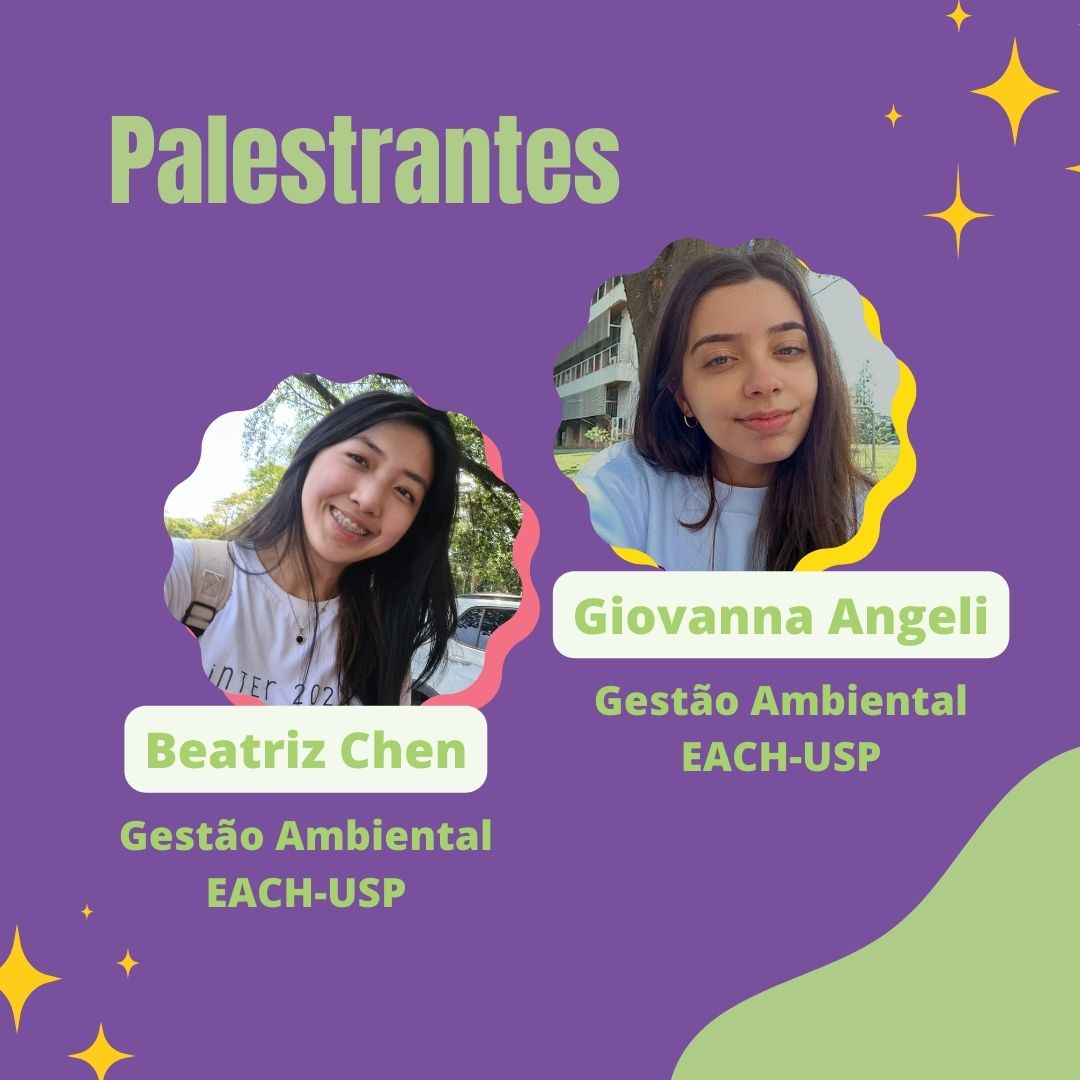 Palestrantes
Giovanna Angeli
Gestão Ambiental
EACH-USP
Beatriz Chen
Gestão Ambiental
EACH-USP